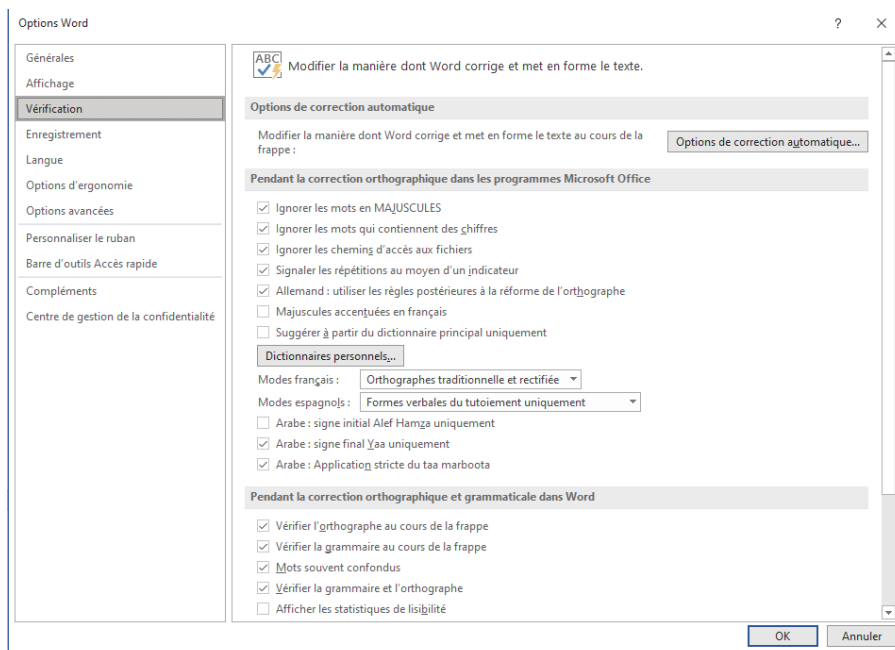 Options Word
? ×
Générales
Affichage
Vérification
Enregistrement
Langue
Options d'ergonomie
Options avancées
Personnaliser le ruban
Barre d'outils Accès rapide
Compléments
Centre de gestion de la confidentialité
ABC
Modifier la manière dont Word corrige et met en forme le texte.
Options de correction automatique
Modifier la manière dont Word corrige et met en forme le texte au cours de la
frappe :
Options de correction automatique...
Pendant la correction orthographique dans les programmes Microsoft Office
Ignorer les mots en MAJUSCULES
Ignorer les mots qui contiennent des chiffres
Ignorer les chemins d'accès aux fichiers
Signaler les répétitions au moyen d'un indicateur
Allemand : utiliser les règles postérieures à la réforme de l'orthographe
Majuscules accentuées en français
Suggérer à partir du dictionnaire principal uniquement
Dictionnaires personnels...
Modes français : Orthographes traditionnelle et rectifiée
Modes espagnols : Formes verbales du tutoiement uniquement
Arabe : signe initial Alef Hamza uniquement
Arabe : signe final Yaa uniquement
Arabe : Application stricte du taa marboota
Pendant la correction orthographique et grammaticale dans Word
Vérifier l'orthographe au cours de la frappe
Vérifier la grammaire au cours de la frappe
Mots souvent confondus
Vérifier la grammaire et l'orthographe
Afficher les statistiques de lisibilité
OK Annuler